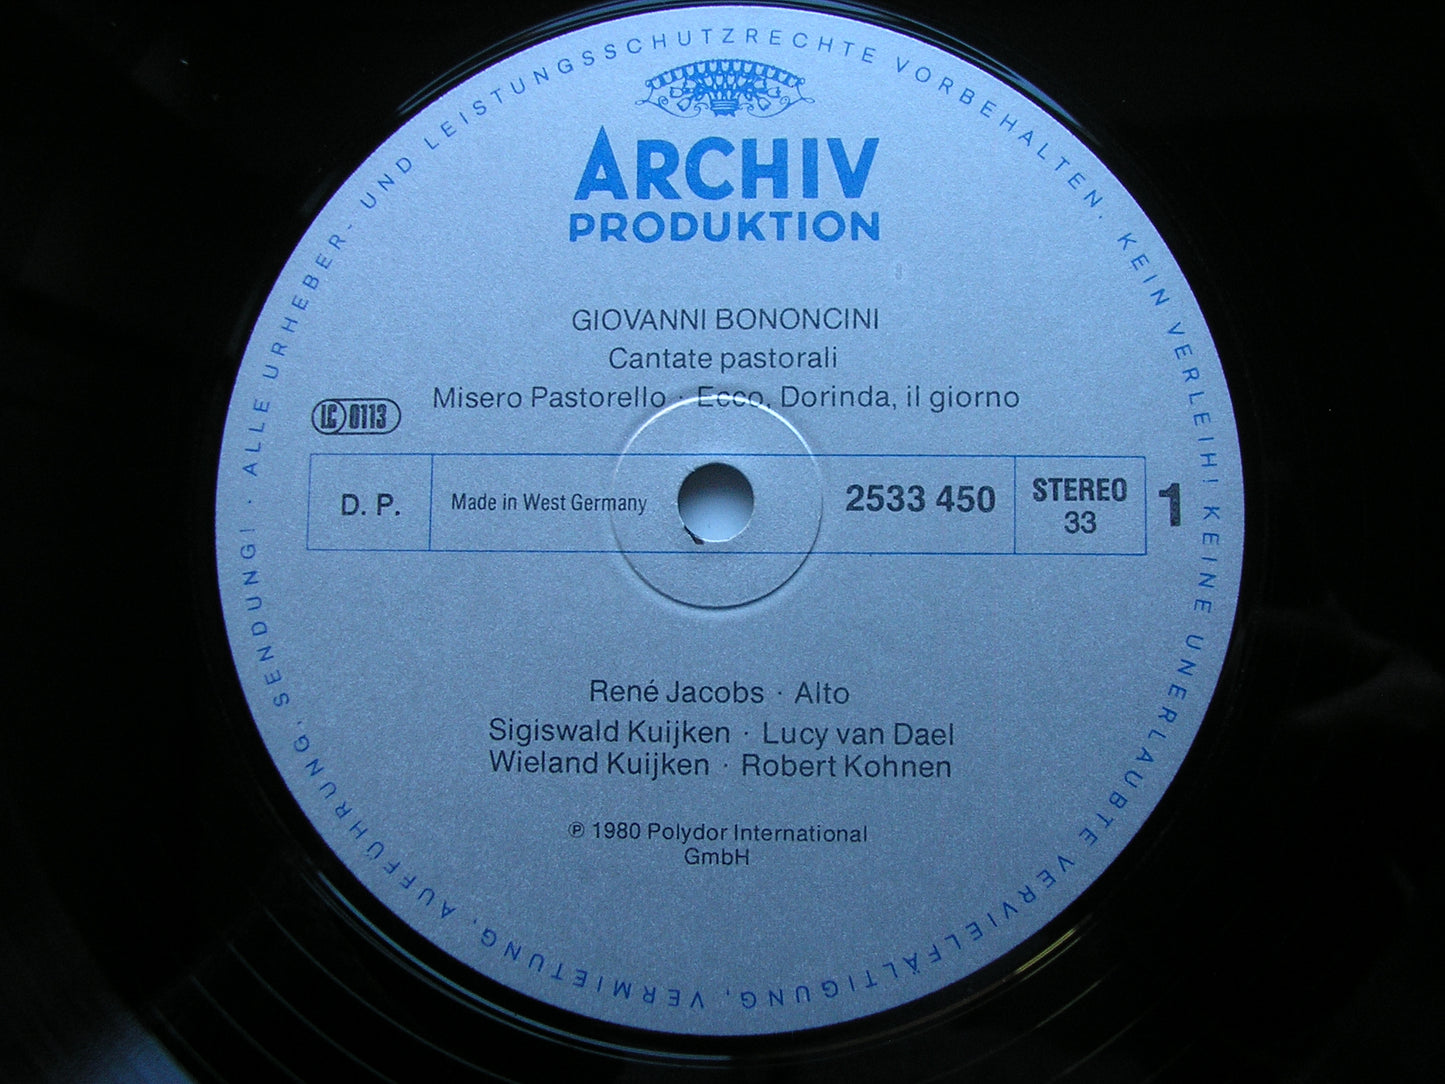 ALLE URHEBER- UND LEISTUNGSSCHUTZRECHTE VORBEHALTEN. KEIN VERLEIH! KEINE UNERLAUBTE VERVIELFÄLTIGUNG, VERMIETUNG, AUFFÜHRUNG, SENDUNG! ·
ARCHIV
PRODUKTION
GIOVANNI BONONCINI
Cantate pastorali
Misero Pastorello · Ecco, Dorinda, il giorno
LC 0113
D. P. Made in West Germany 2533 450 STEREO 33 1
René Jacobs · Alto
Sigiswald Kuijken · Lucy van Dael
Wieland Kuijken · Robert Kohnen
℗ 1980 Polydor International
GmbH